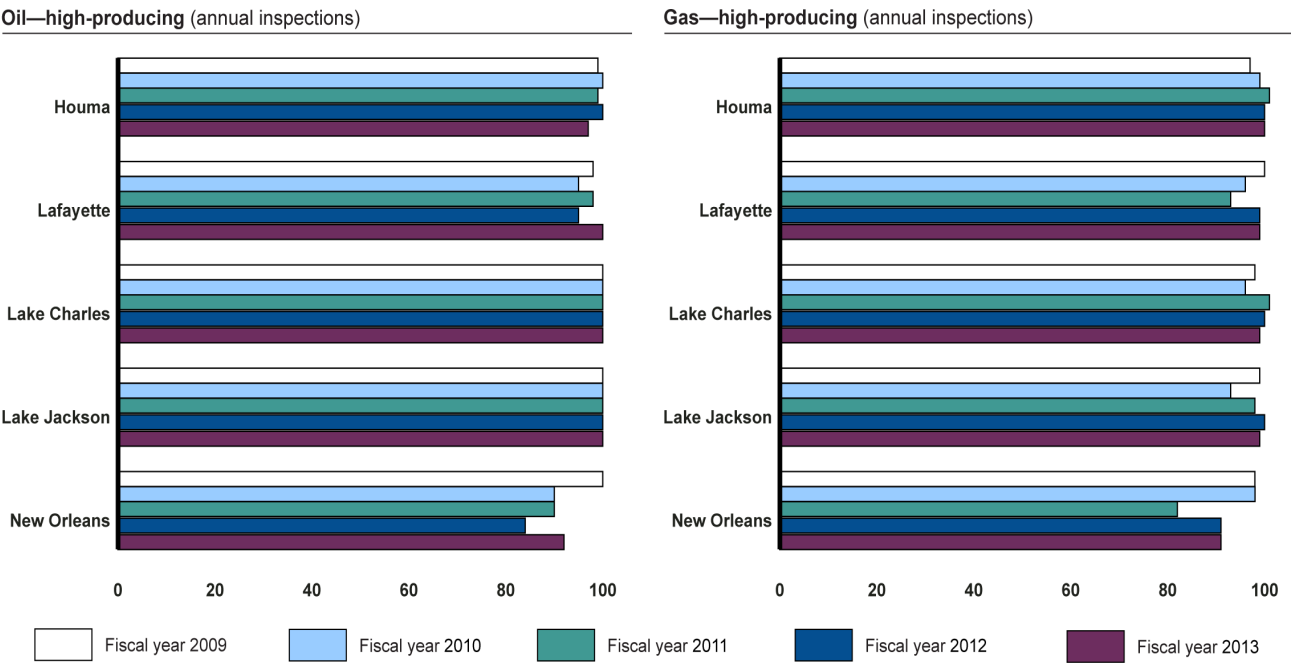 Oil—high-producing (annual inspections)
Houma
Lafayette
Lake Charles
Lake Jackson
New Orleans
0 20 40 60 80 100
Gas—high-producing (annual inspections)
Houma
Lafayette
Lake Charles
Lake Jackson
New Orleans
0 20 40 60 80 100
Fiscal year 2009 Fiscal year 2010 Fiscal year 2011 Fiscal year 2012 Fiscal year 2013